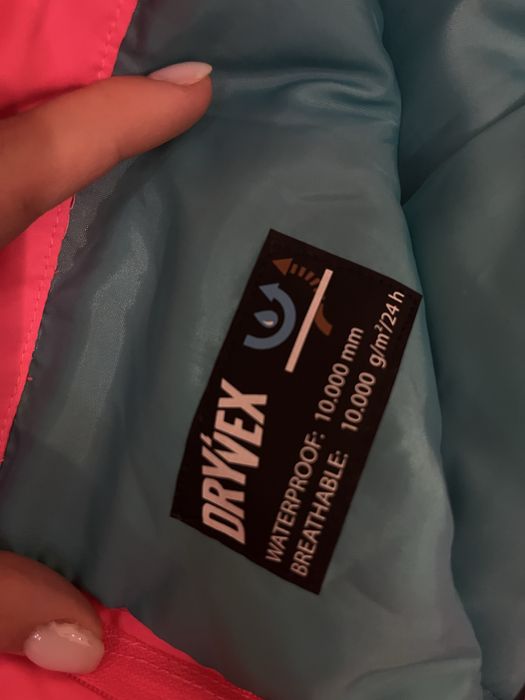 DRYVEX
WATERPROOF: 10.000 mm
BREATHABLE: 10.000 g/m²/24 h